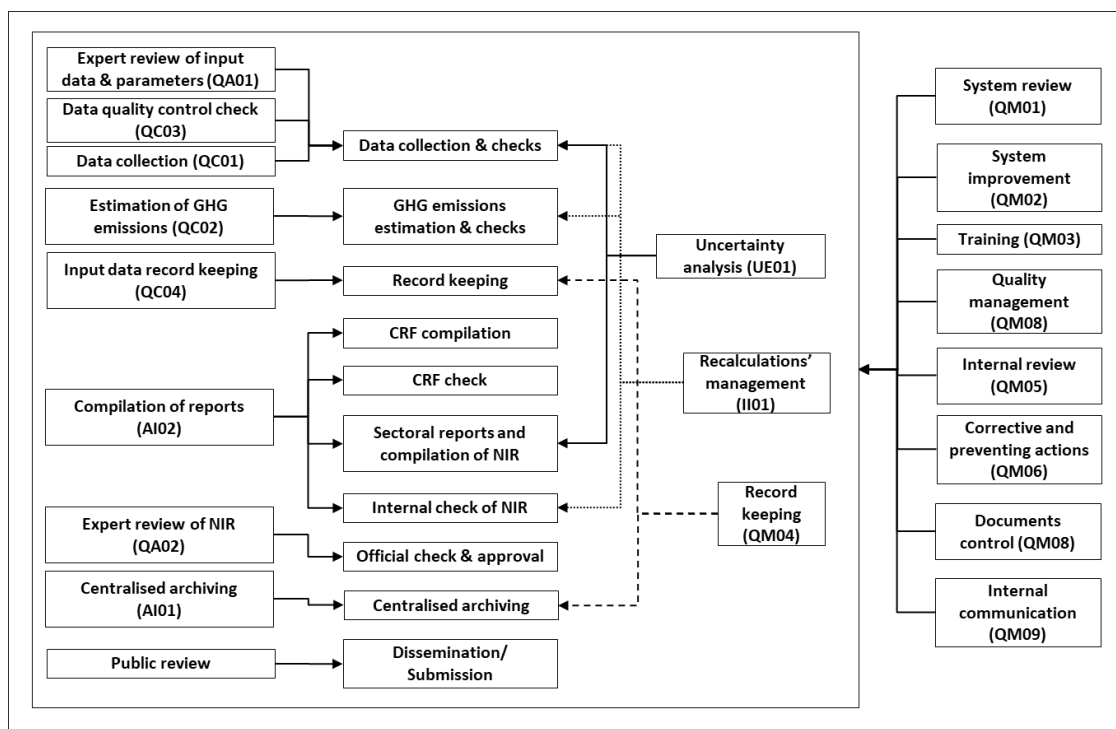 Expert review of input
data & parameters (QA01)
Data quality control check
(QC03)
Data collection (QC01)
Estimation of GHG
emissions (QC02)
Input data record keeping
(QC04)
Compilation of reports
(AI02)
Expert review of NIR
(QA02)
Centralised archiving
(AI01)
Public review
Data collection & checks
GHG emissions
estimation & checks
Record keeping
CRF compilation
CRF check
Sectoral reports and
compilation of NIR
Internal check of NIR
Official check & approval
Centralised archiving
Dissemination/
Submission
Uncertainty
analysis (UE01)
Recalculations’
management
(II01)
Record
keeping
(QM04)
System review
(QM01)
System
improvement
(QM02)
Training (QM03)
Quality
management
(QM08)
Internal review
(QM05)
Corrective and
preventing actions
(QM06)
Documents
control (QM08)
Internal
communication
(QM09)